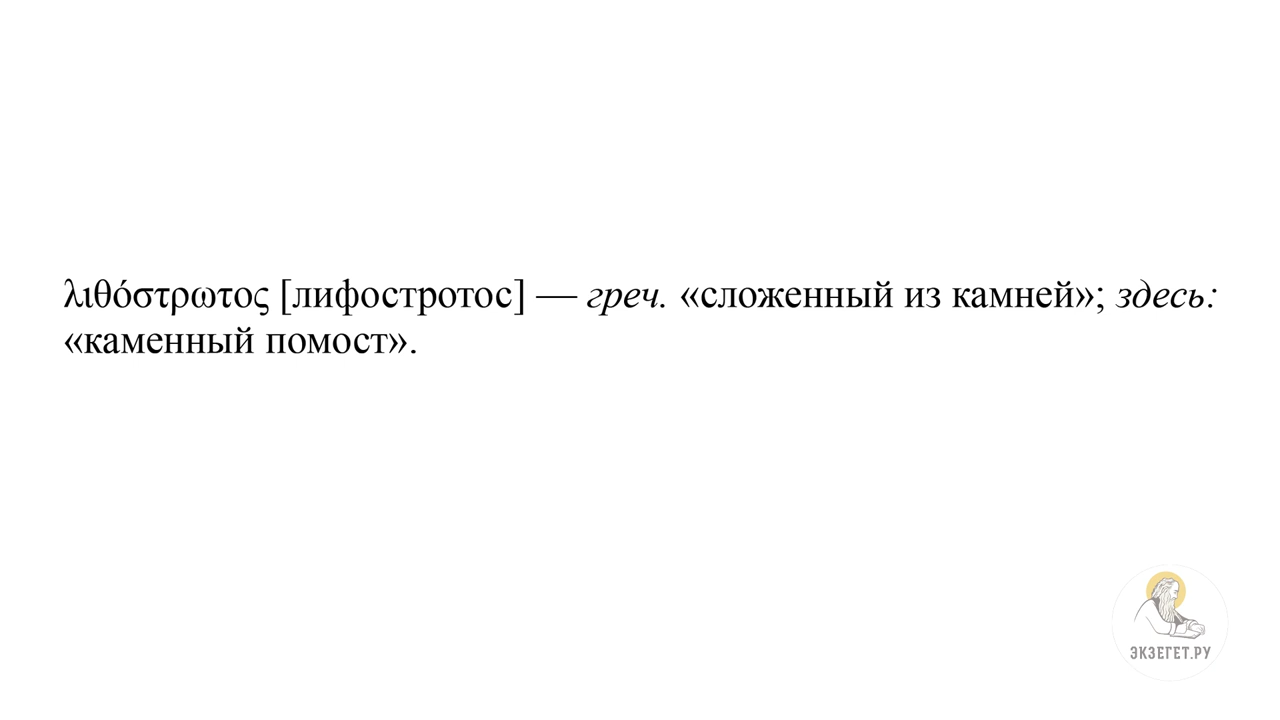 λιθόστρωτος [лифостротос] — греч. «сложенный из камней»; здесь:
«каменный помост».
ЭКЗЕГЕТ.РУ